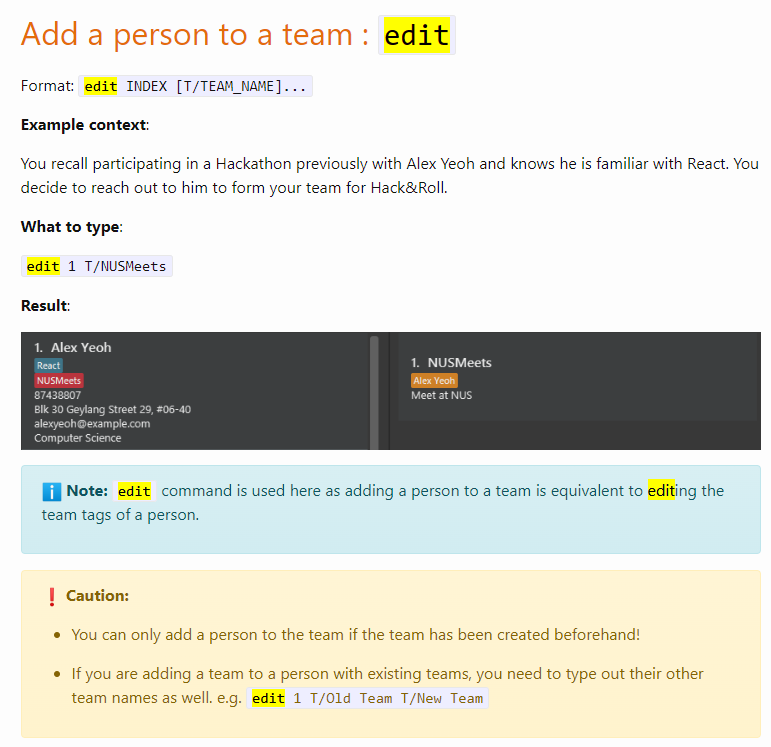 Add a person to a team : edit
Format: edit INDEX [T/TEAM_NAME]...
Example context:
You recall participating in a Hackathon previously with Alex Yeoh and knows he is familiar with React. You
decide to reach out to him to form your team for Hack&Roll.
What to type:
edit 1 T/NUSMeets
Result:
1. Alex Yeoh
React
NUSMeets
87438807
Blk 30 Geylang Street 29, #06-40
alexyeoh@example.com
Computer Science
1. NUSMeets
Alex Yeoh
Meet at NUS
ℹ️ Note: edit command is used here as adding a person to a team is equivalent to editing the
team tags of a person.
❗ Caution:
• You can only add a person to the team if the team has been created beforehand!
• If you are adding a team to a person with existing teams, you need to type out their other
team names as well. e.g. edit 1 T/Old Team T/New Team